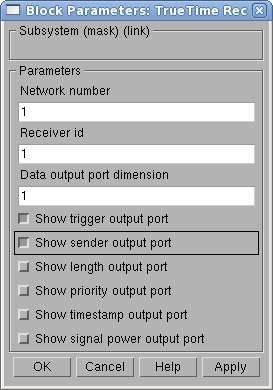 Block Parameters: TrueTime Rec
Subsystem (mask) (link)
Parameters
Network number
1
Receiver id
1
Data output port dimension
1
Show trigger output port
Show sender output port
Show length output port
Show priority output port
Show timestamp output port
Show signal power output port
OK Cancel Help Apply